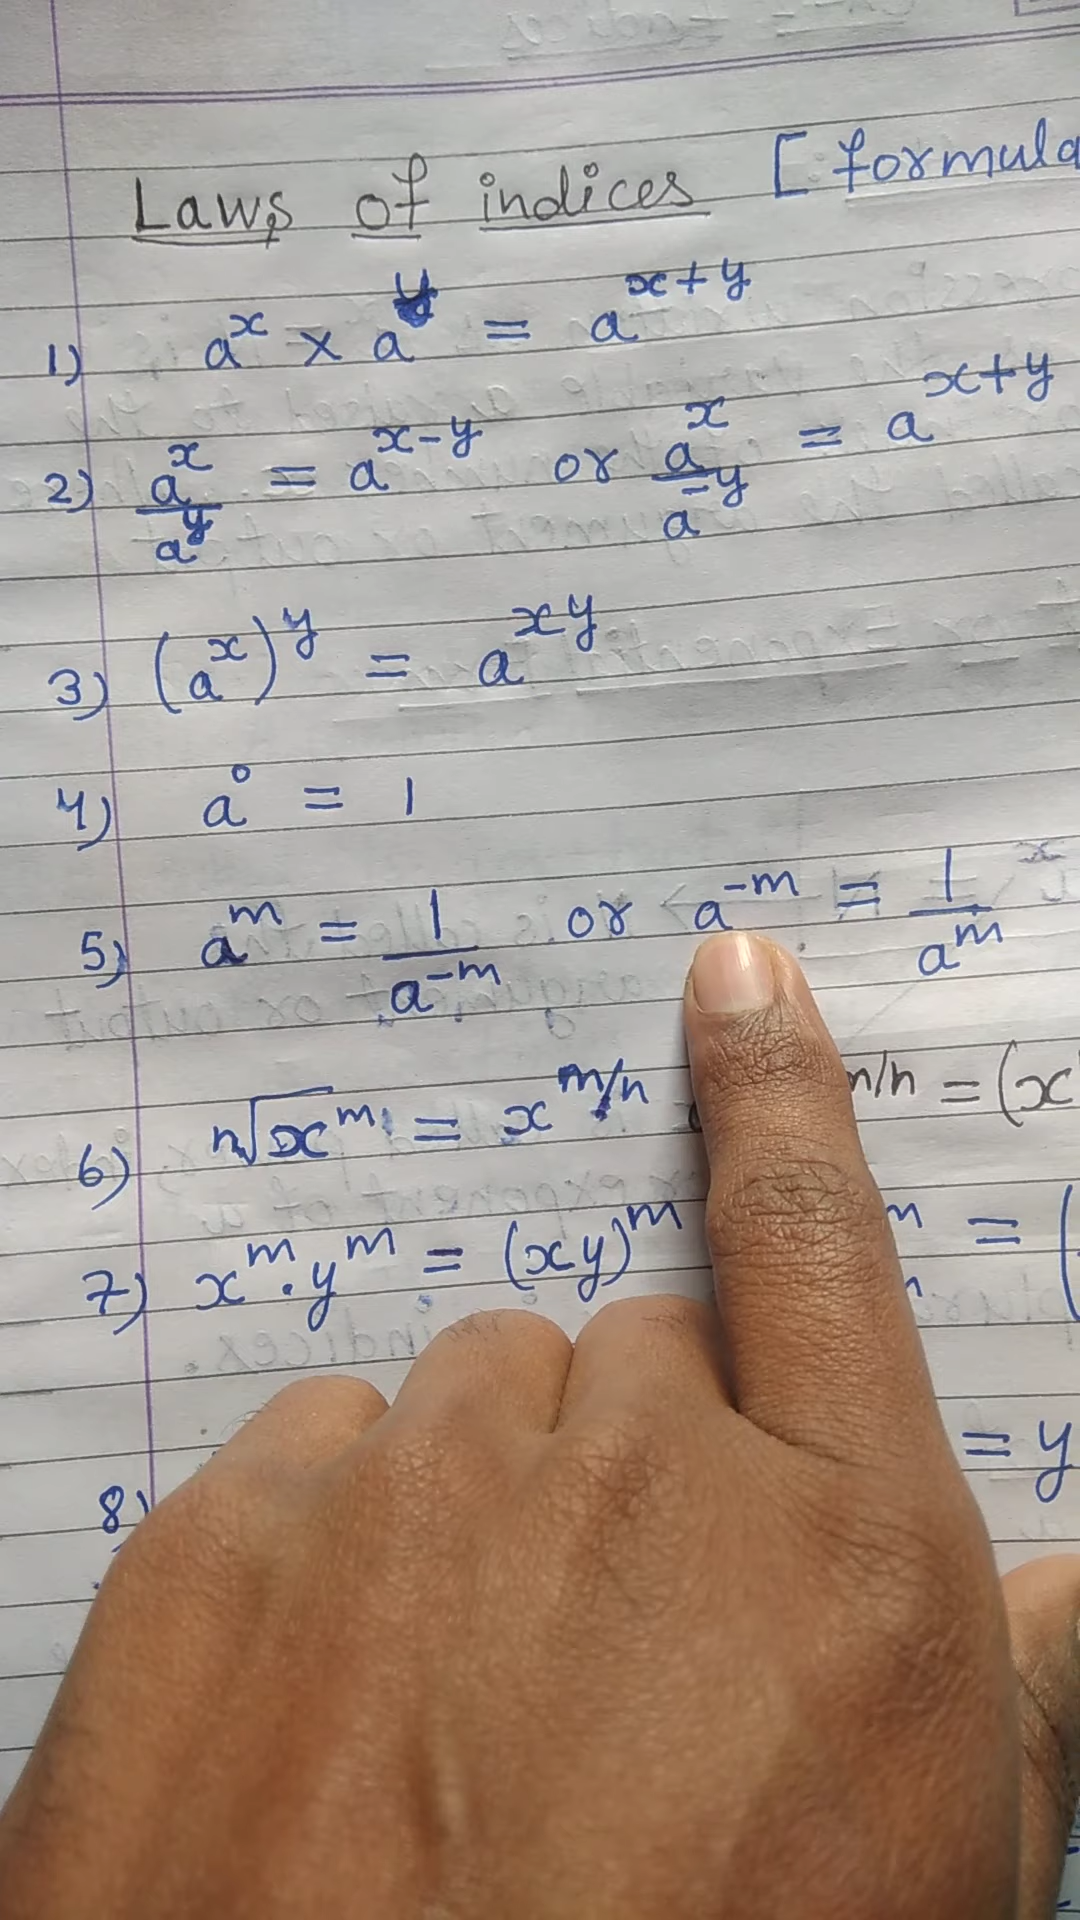 Laws of indices [formula
1) a^x × a^y = a^(x+y)
2) a^x/a^y = a^(x-y) or a^x/a^-y = a^(x+y)
3) (a^x)^y = a^(xy)
4) a^0 = 1
5) a^m = 1/a^-m or a^-m = 1/a^m
6) n√x^m = x^(m/n) m/n = (x
7) x^m · y^m = (xy)^m m = (
8) = y